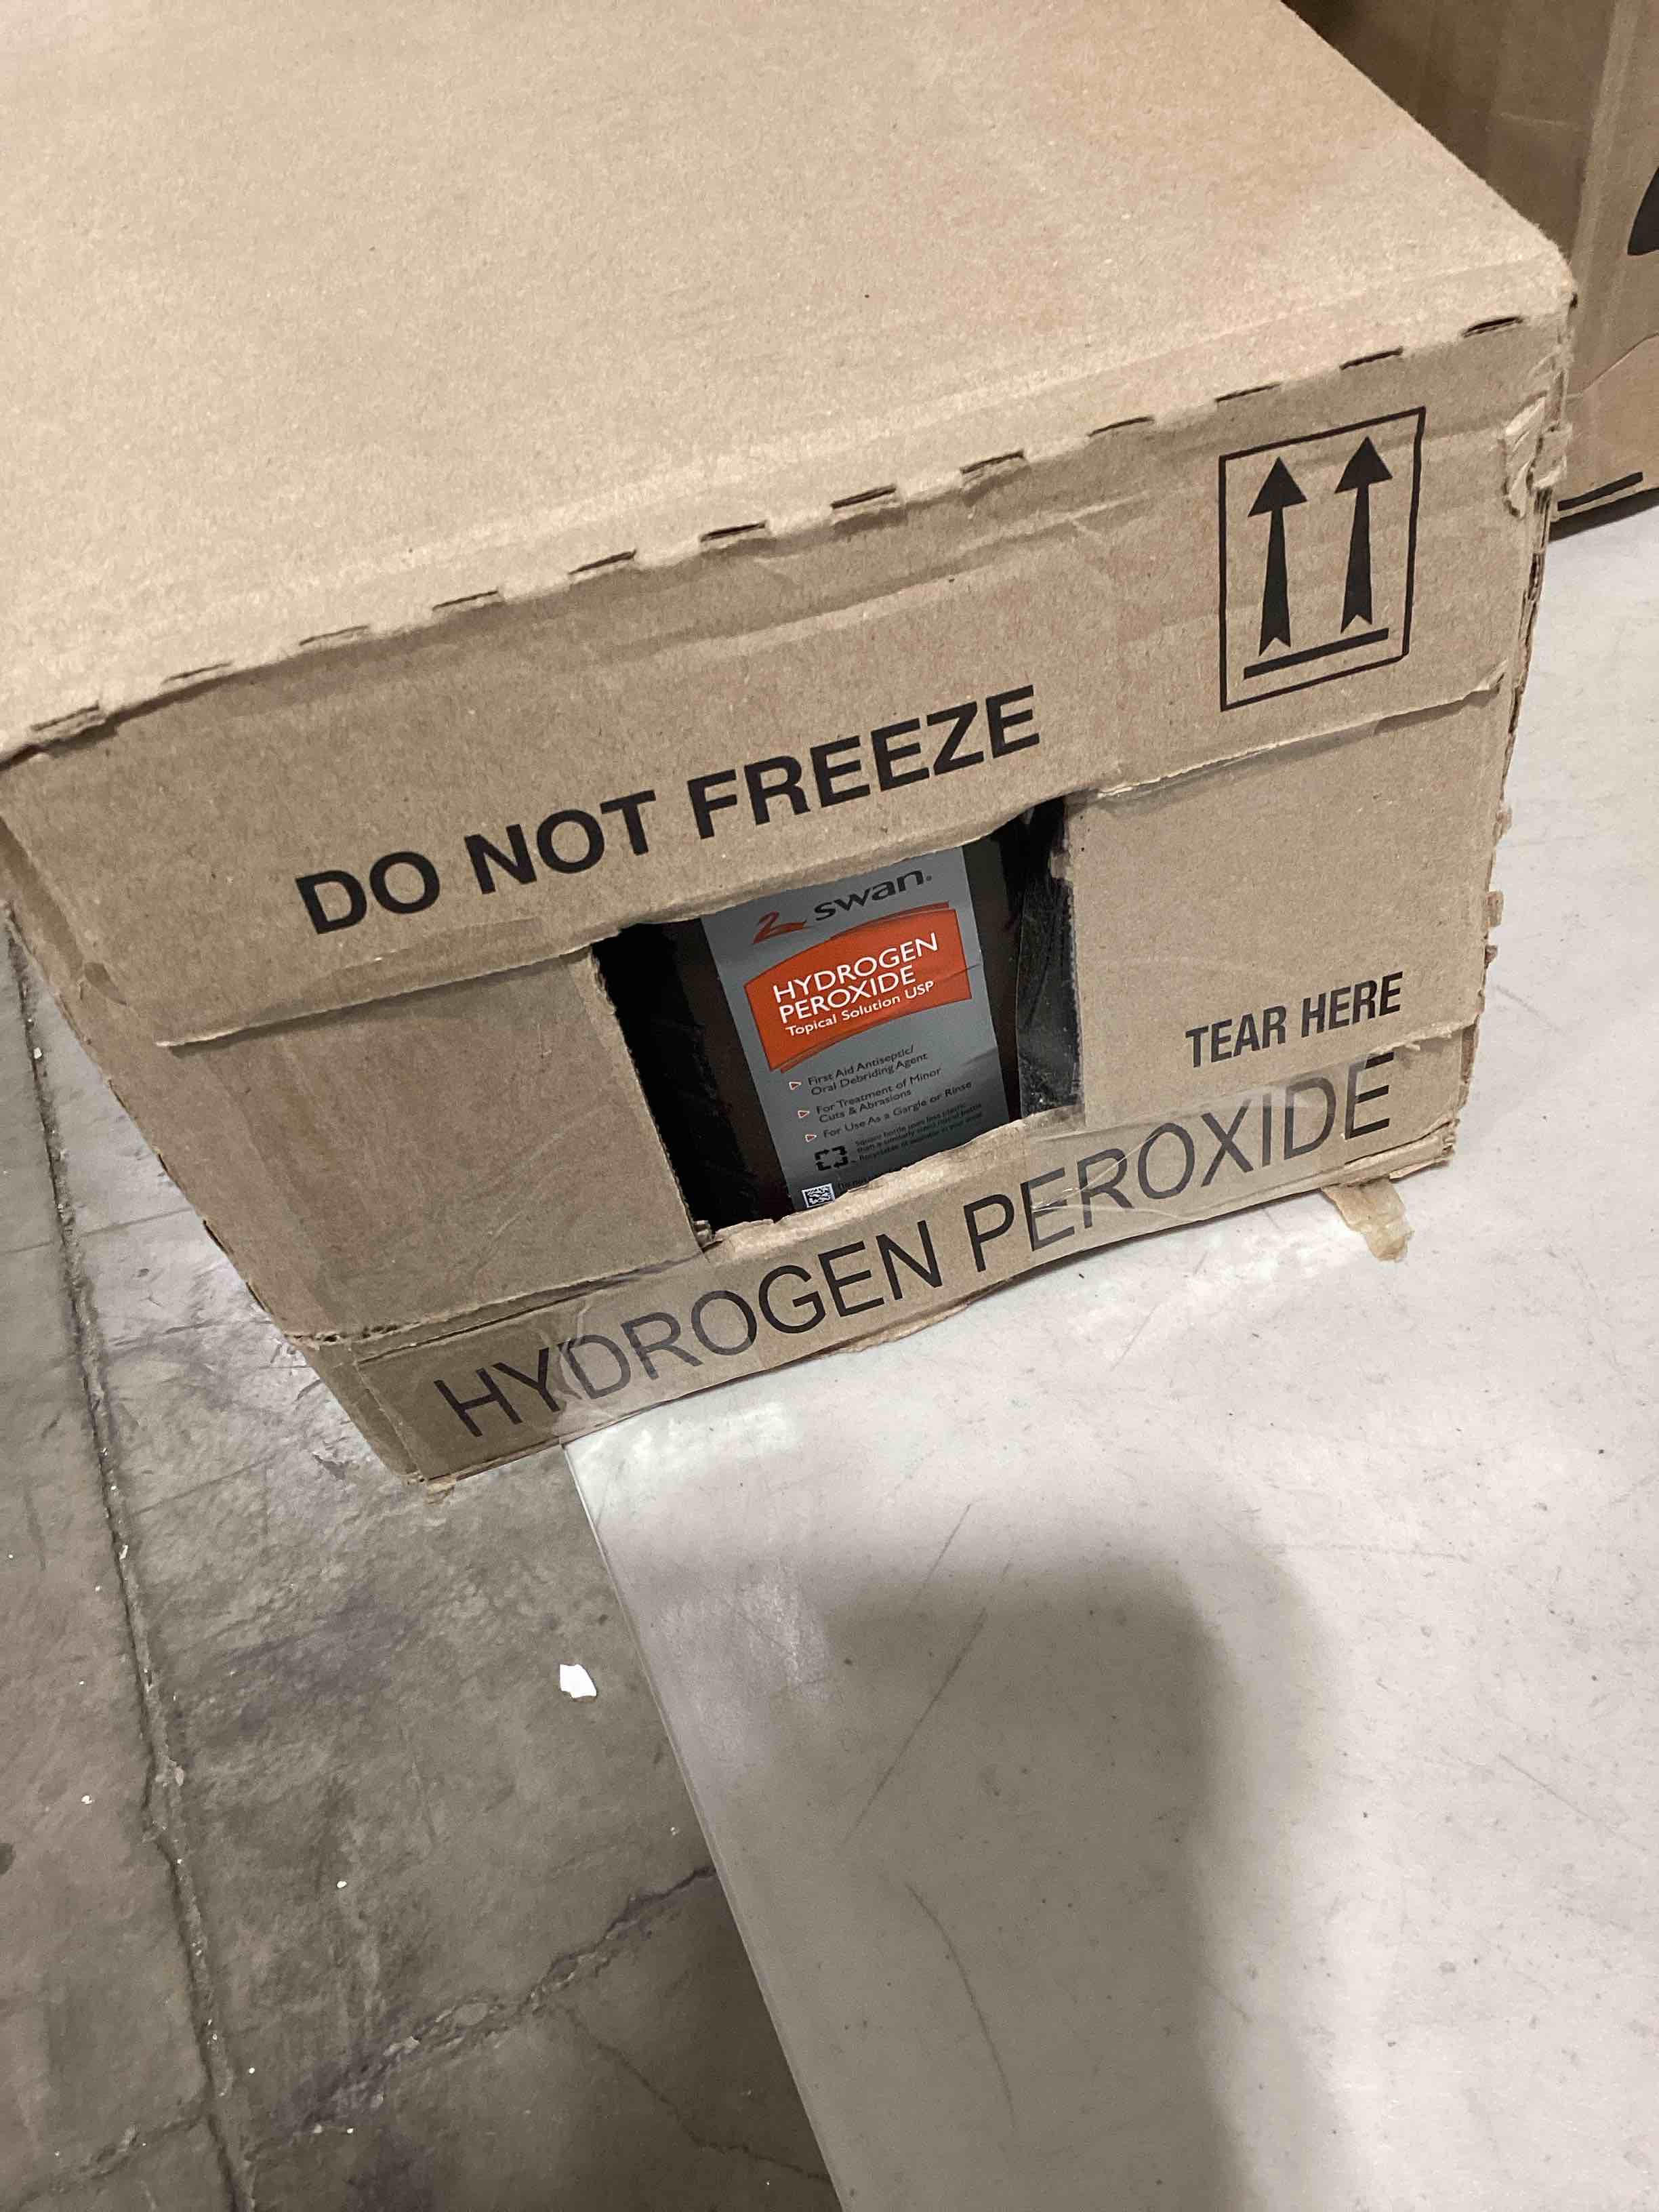 DO NOT FREEZE
swan.
HYDROGEN
PEROXIDE
Topical Solution USP
First Aid Antiseptic/
Oral Debriding Agent
For Treatment of Minor
Cuts & Abrasions
For Use As a Gargle or Rinse
TEAR HERE
HYDROGEN PEROXIDE